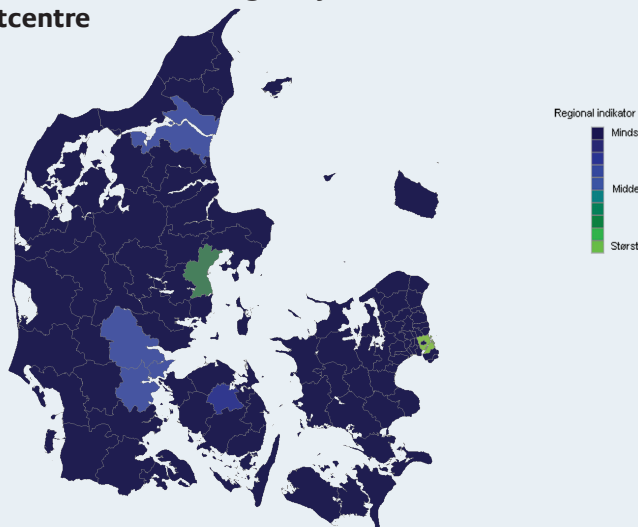 tcentre
Regional indikator
Minds
Midde
Størst